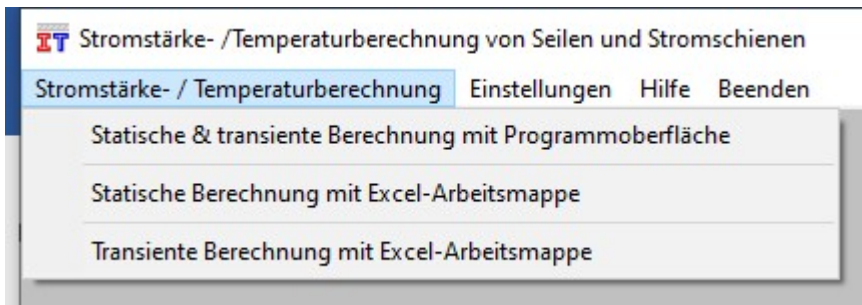 IT Stromstärke- /Temperaturberechnung von Seilen und Stromschienen
Stromstärke- / Temperaturberechnung Einstellungen Hilfe Beenden
Statische & transiente Berechnung mit Programmoberfläche
Statische Berechnung mit Excel-Arbeitsmappe
Transiente Berechnung mit Excel-Arbeitsmappe